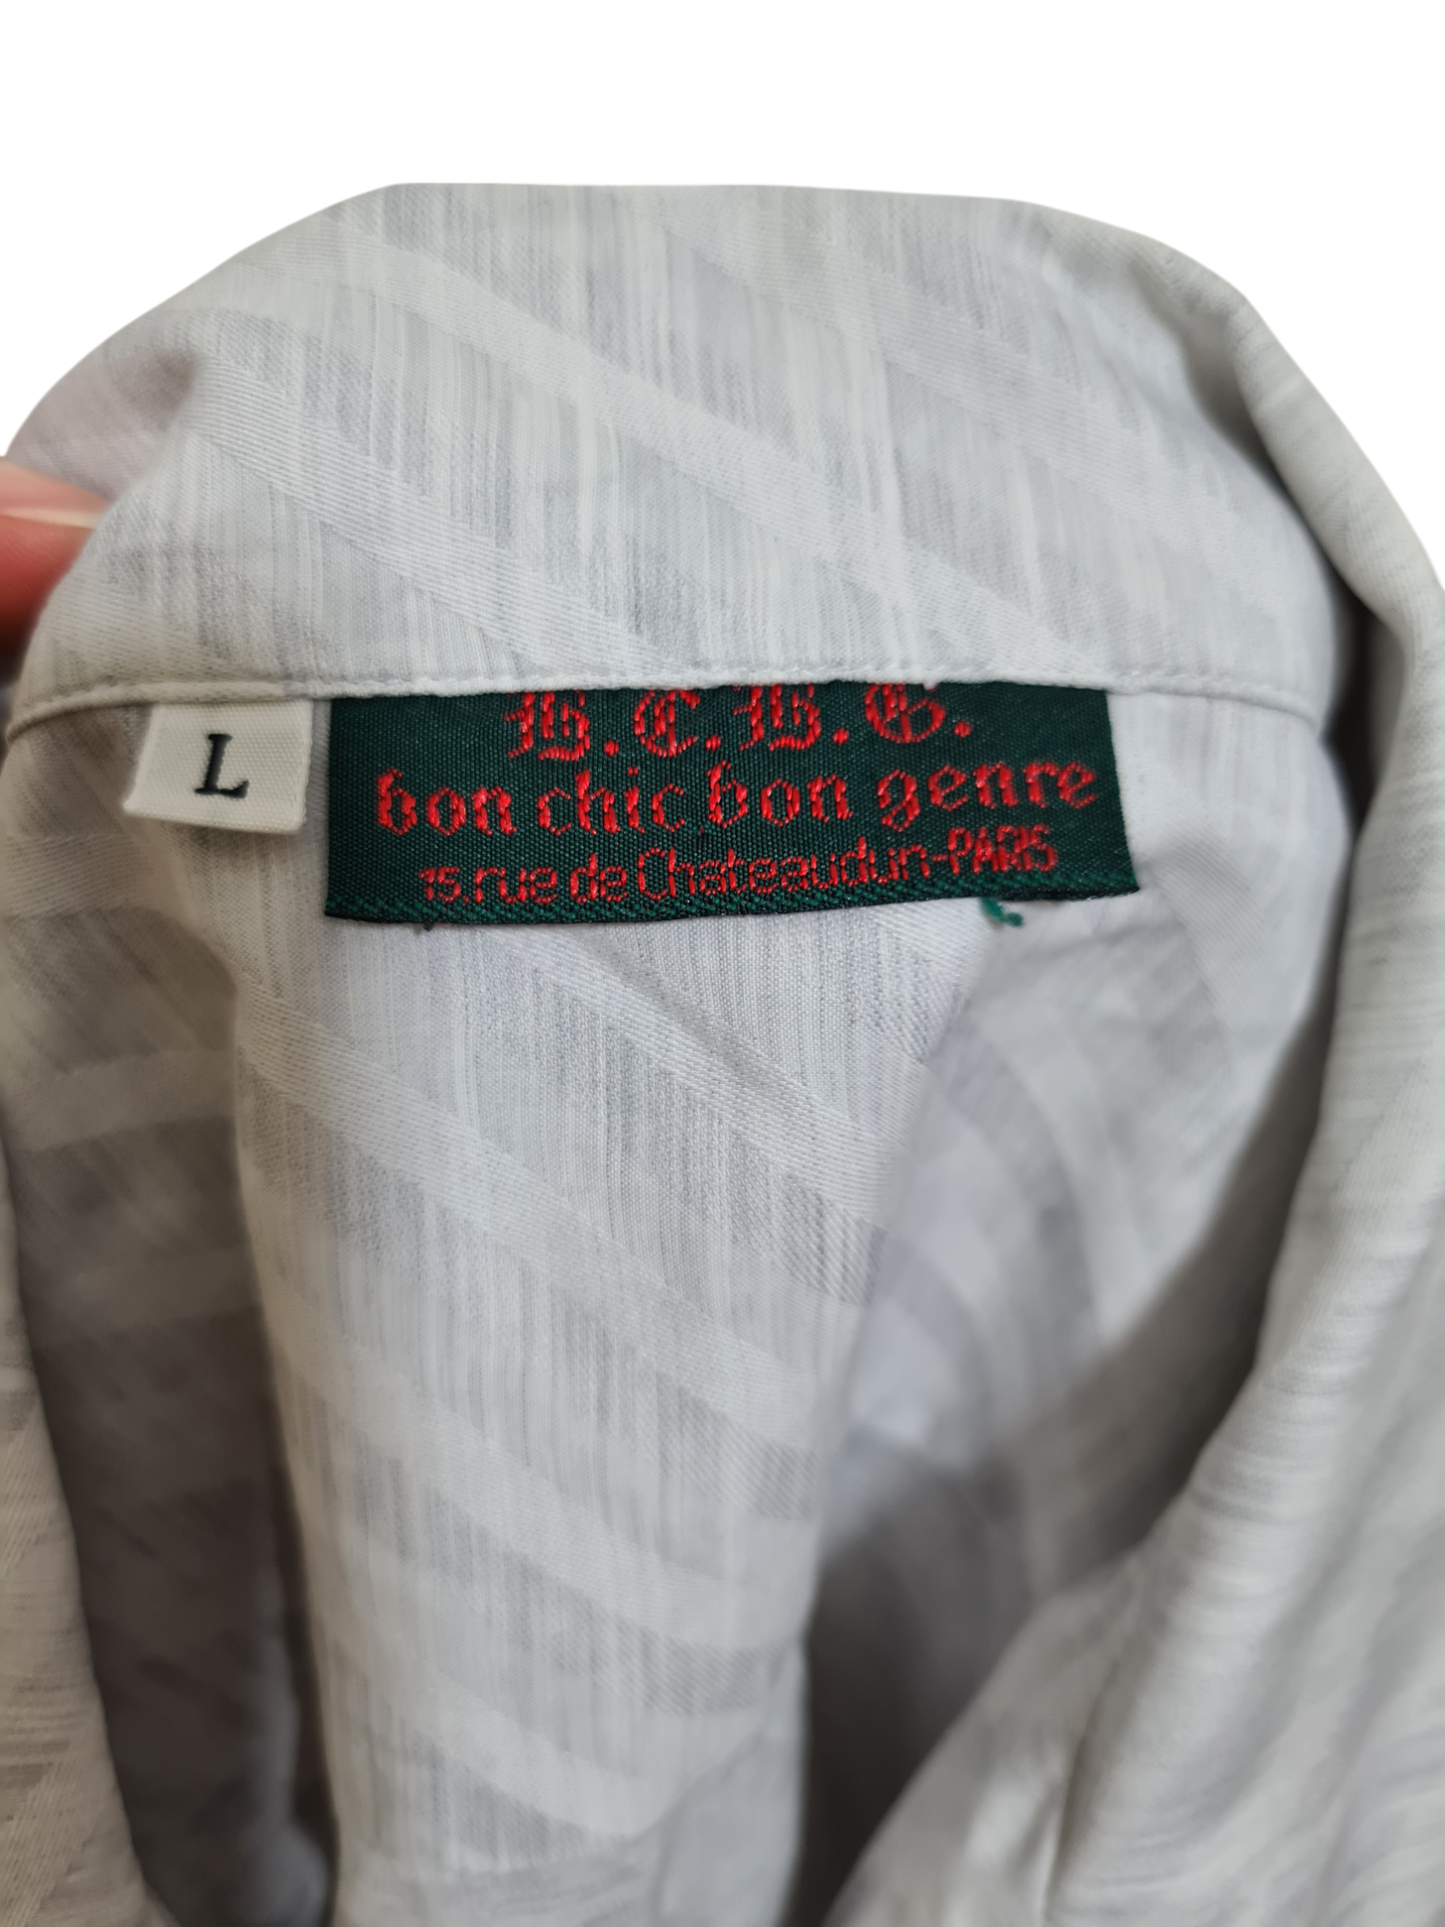 L
B.C.B.G.
bon chic bon genre
15.rue de Chateaudun-PARIS